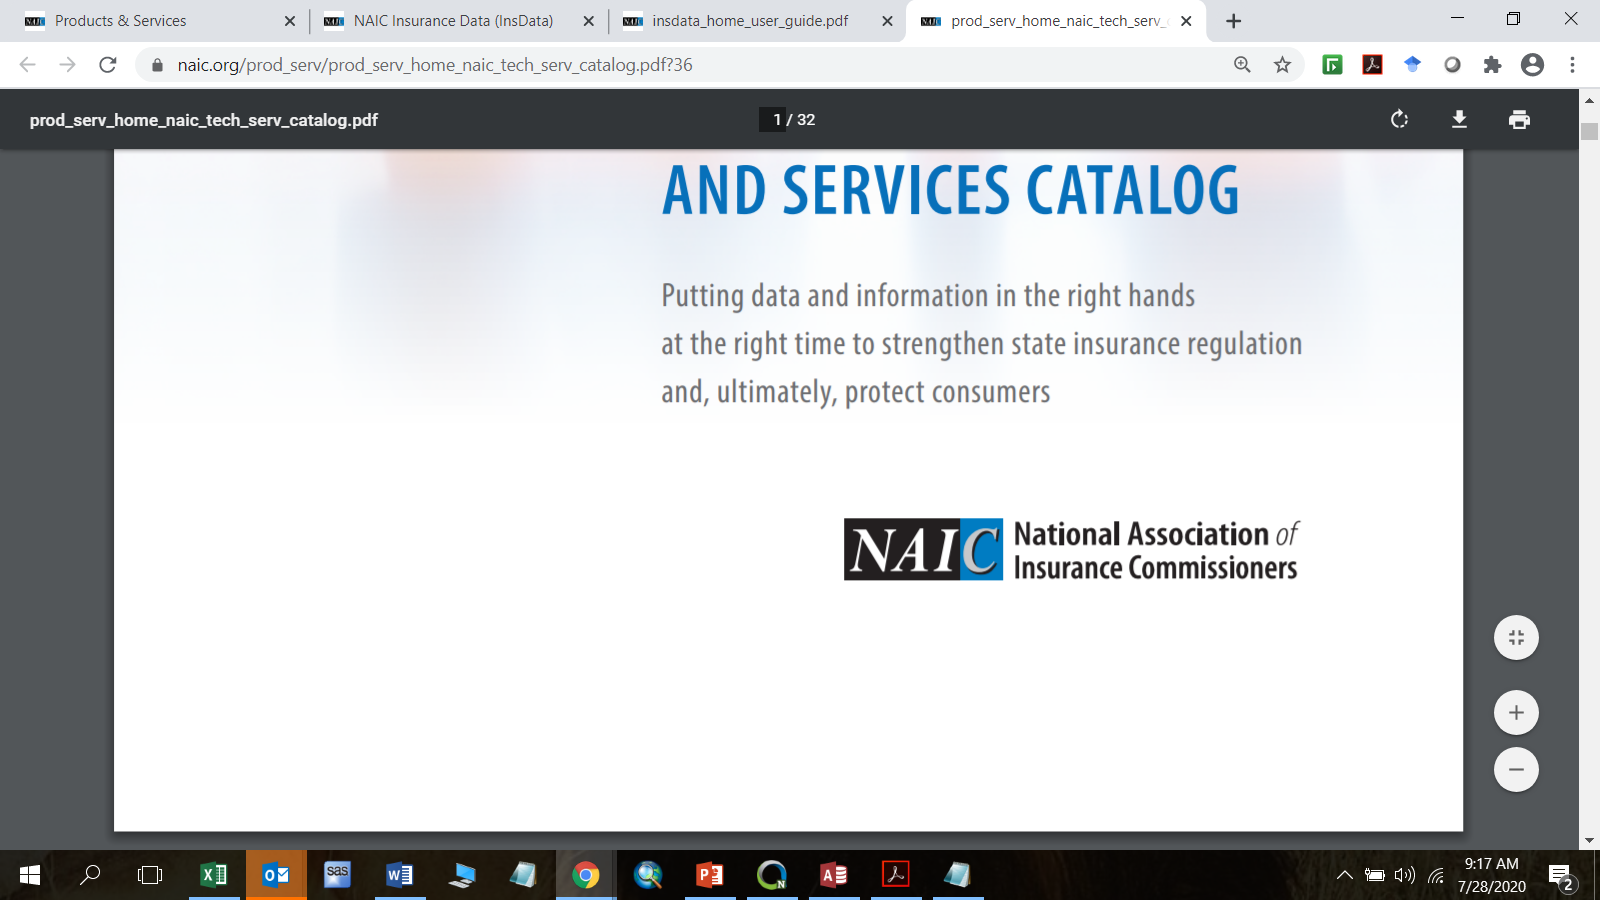 Products & Services
NAIC Insurance Data (InsData)
insdata_home_user_guide.pdf
prod_serv_home_naic_tech_serv_
naic.org/prod_serv/prod_serv_home_naic_tech_serv_catalog.pdf?36
prod_serv_home_naic_tech_serv_catalog.pdf
1 / 32
AND SERVICES CATALOG
Putting data and information in the right hands
at the right time to strengthen state insurance regulation
and, ultimately, protect consumers
NAIC National Association of
Insurance Commissioners
9:17 AM
7/28/2020
2